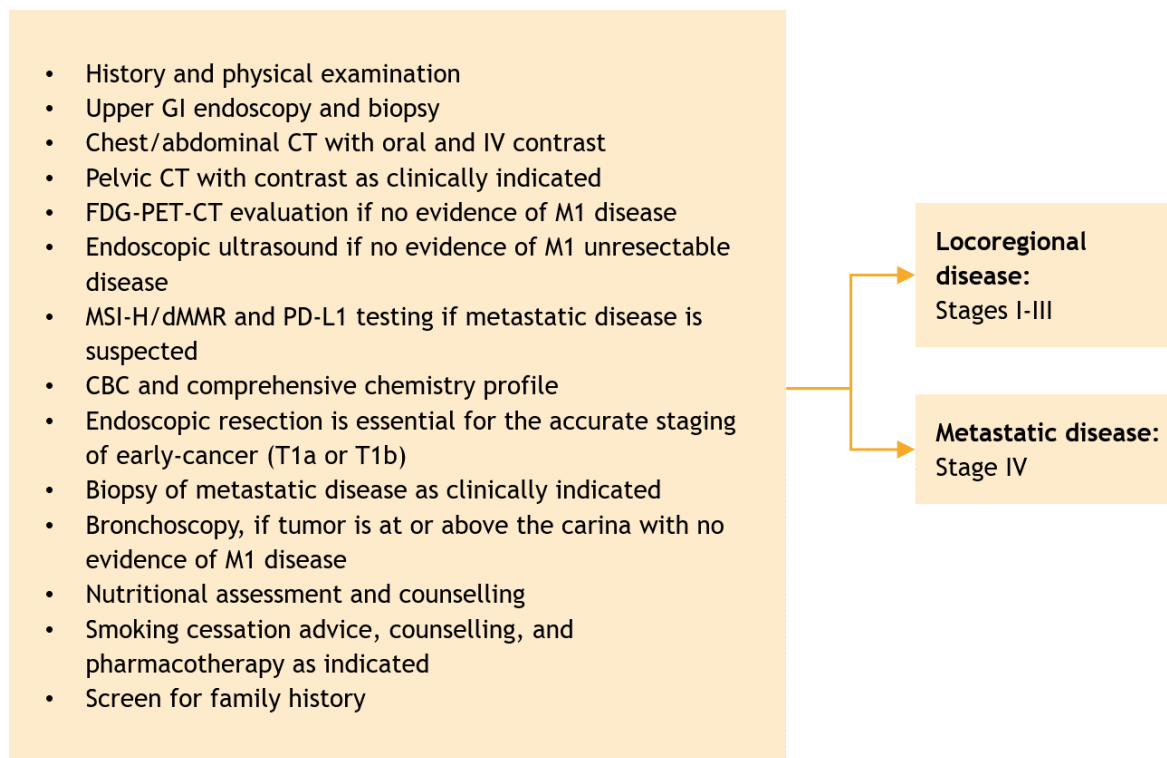 • History and physical examination
• Upper GI endoscopy and biopsy
• Chest/abdominal CT with oral and IV contrast
• Pelvic CT with contrast as clinically indicated
• FDG-PET-CT evaluation if no evidence of M1 disease
• Endoscopic ultrasound if no evidence of M1 unresectable
disease
• MSI-H/dMMR and PD-L1 testing if metastatic disease is
suspected
• CBC and comprehensive chemistry profile
• Endoscopic resection is essential for the accurate staging
of early-cancer (T1a or T1b)
• Biopsy of metastatic disease as clinically indicated
• Bronchoscopy, if tumor is at or above the carina with no
evidence of M1 disease
• Nutritional assessment and counselling
• Smoking cessation advice, counselling, and
pharmacotherapy as indicated
• Screen for family history
Locoregional
disease:
Stages I-III
Metastatic disease:
Stage IV